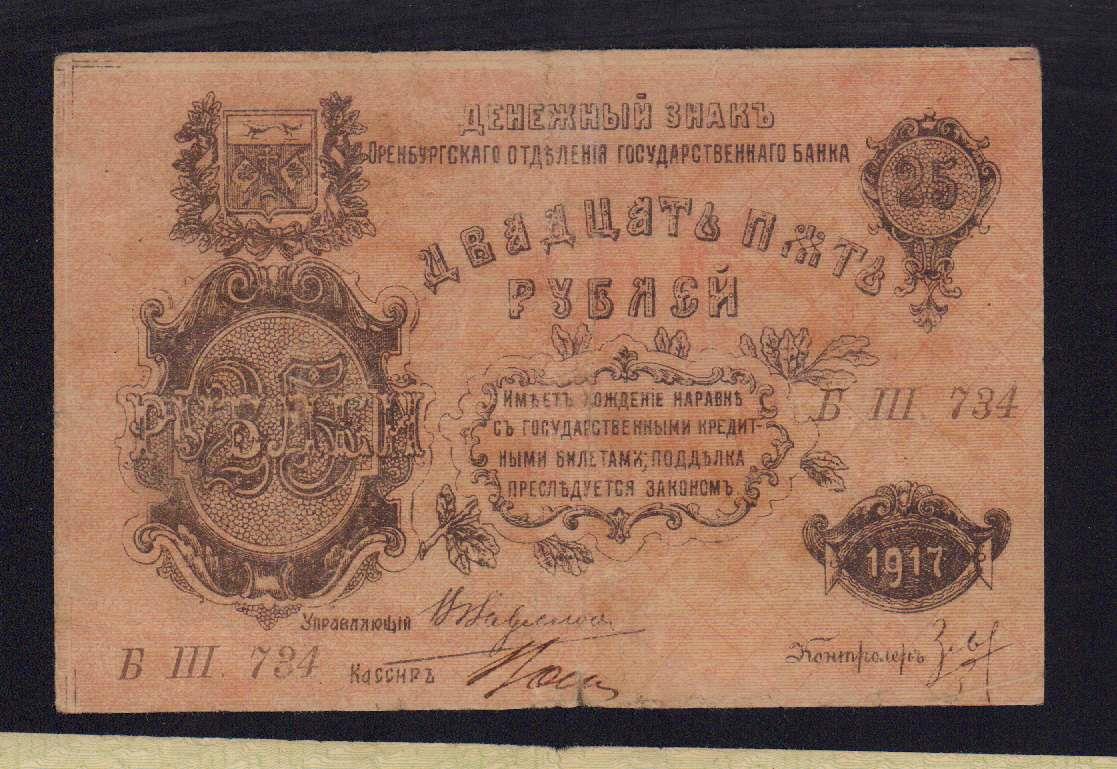 ДЕНЕЖНЫЙ ЗНАКЪ
ОРЕНБУРГСКАГО ОТДѢЛЕНІЯ ГОСУДАРСТВЕННАГО БАНКА
25
ДВАДЦАТЬ ПЯТЬ
РУБЛЕЙ
25
РУБЛЕЙ
ИМѢЕТЪ ХОЖДЕНІЕ НАРАВНѢ
СЪ ГОСУДАРСТВЕННЫМИ КРЕДИТ-
НЫМИ БИЛЕТАМИ; ПОДДѢЛКА
ПРЕСЛѢДУЕТСЯ ЗАКОНОМЪ
Б Ш. 734
1917
Управляющій
Б Ш. 734
Кассиръ
Контролеръ